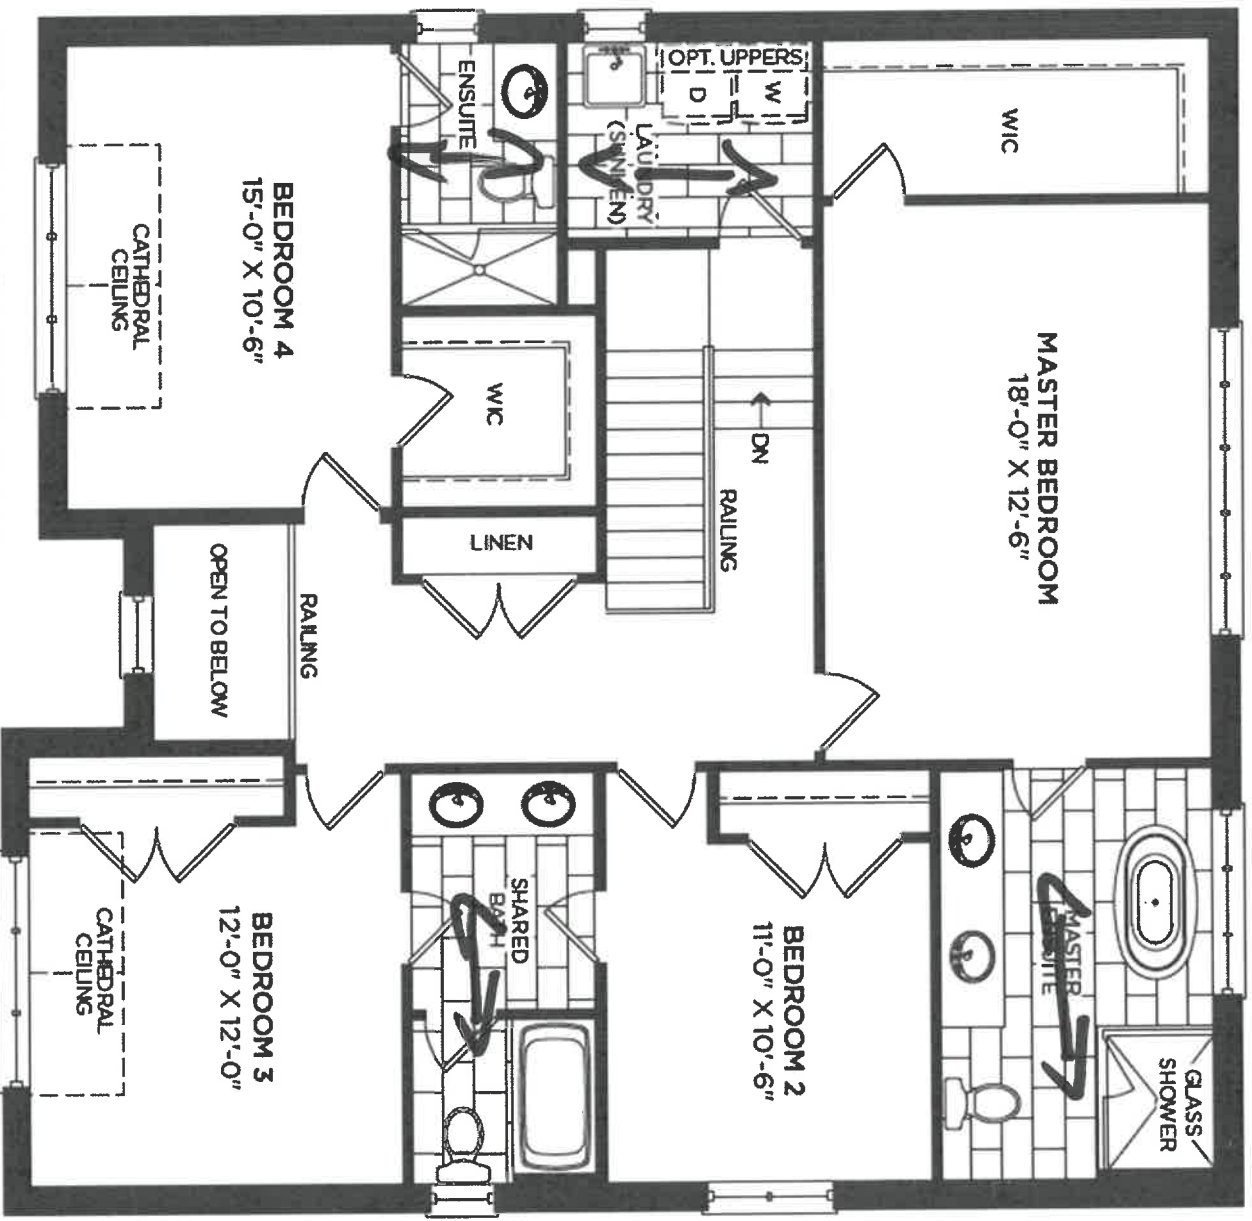 ENSUITE
OPT. UPPERS
D
W
LAUNDRY
(SUNKEN)
WIC
BEDROOM 4
15'-0" X 10'-6"
CATHEDRAL
CEILING
WIC
DN
RAILING
MASTER BEDROOM
18'-0" X 12'-6"
LINEN
OPEN TO BELOW
RAILING
SHARED
BATH
MASTER
ENSUITE
BEDROOM 3
12'-0" X 12'-0"
CATHEDRAL
CEILING
BEDROOM 2
11'-0" X 10'-6"
GLASS
SHOWER